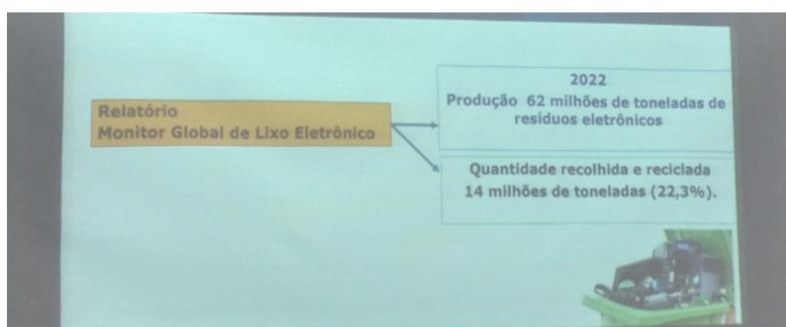 Relatório
Monitor Global de Lixo Eletrônico
2022
Produção 62 milhões de toneladas de
resíduos eletrônicos
Quantidade recolhida e reciclada
14 milhões de toneladas (22,3%).